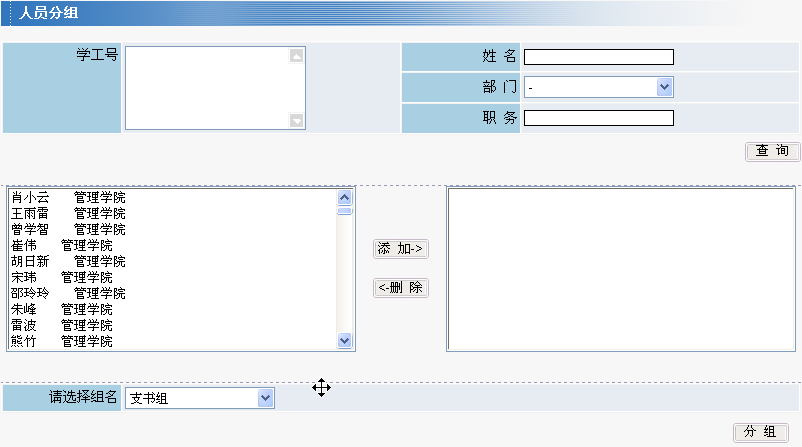 人员分组
学工号
姓 名
部 门 -
职 务
查 询
肖小云 管理学院
王雨雷 管理学院
曾学智 管理学院
崔伟 管理学院
胡日新 管理学院
宋玮 管理学院
邵玲玲 管理学院
朱峰 管理学院
雷波 管理学院
熊竹 管理学院
添 加->
<-删 除
请选择组名 支书组
分 组